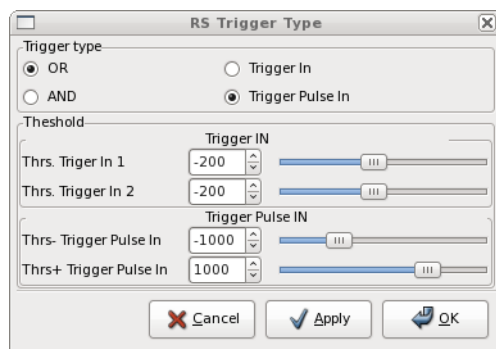 RS Trigger Type
Trigger type
OR
Trigger In
AND
Trigger Pulse In
Theshold
Trigger IN
Thrs. Triger In 1 -200
Thrs. Trigger In 2 -200
Trigger Pulse IN
Thrs- Trigger Pulse In -1000
Thrs+ Trigger Pulse In 1000
Cancel Apply OK